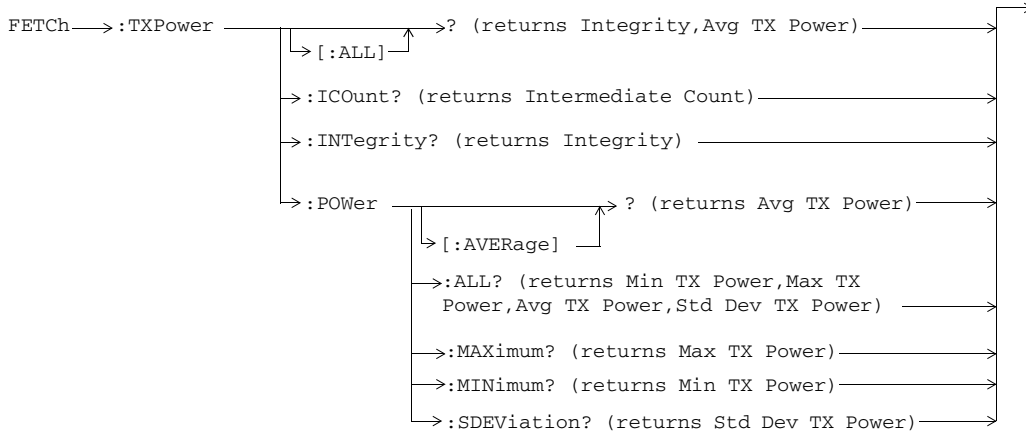 FETCh :TXPower ? (returns Integrity,Avg TX Power)
[:ALL]
:ICOunt? (returns Intermediate Count)
:INTegrity? (returns Integrity)
:POWer ? (returns Avg TX Power)
[:AVERage]
:ALL? (returns Min TX Power,Max TX
Power,Avg TX Power,Std Dev TX Power)
:MAXimum? (returns Max TX Power)
:MINimum? (returns Min TX Power)
:SDEViation? (returns Std Dev TX Power)